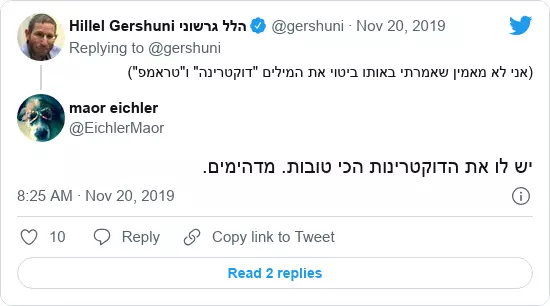 Hillel Gershuni הלל גרשוני @gershuni · Nov 20, 2019
Replying to @gershuni
(אני לא מאמין שאמרתי באותו ביטוי את המילים "דוקטרינה" ו"טראמפ")
maor eichler
@EichlerMaor
יש לו את הדוקטרינות הכי טובות. מדהימים.
8:25 AM · Nov 20, 2019
10 Reply Copy link to Tweet
Read 2 replies